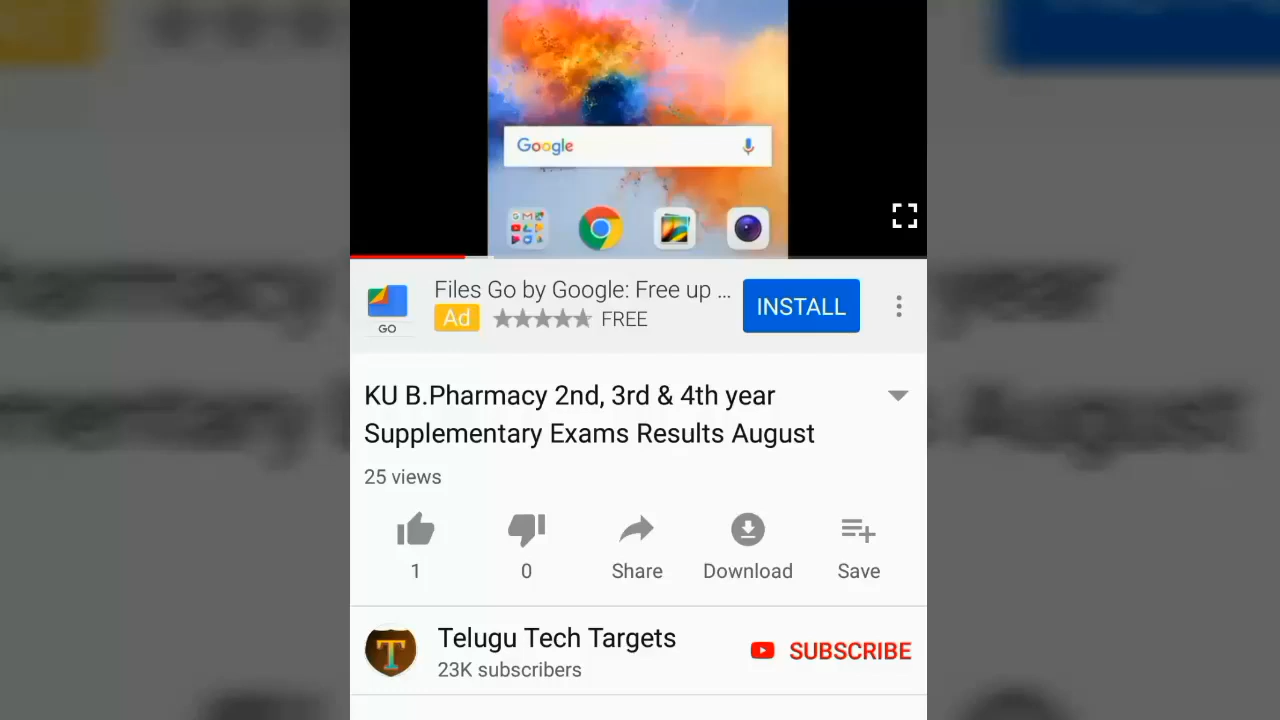 Google
Files Go by Google: Free up ...
GO
Ad
FREE
INSTALL
KU B.Pharmacy 2nd, 3rd & 4th year
Supplementary Exams Results August
25 views
1
0
Share
Download
Save
T
Telugu Tech Targets
23K subscribers
SUBSCRIBE